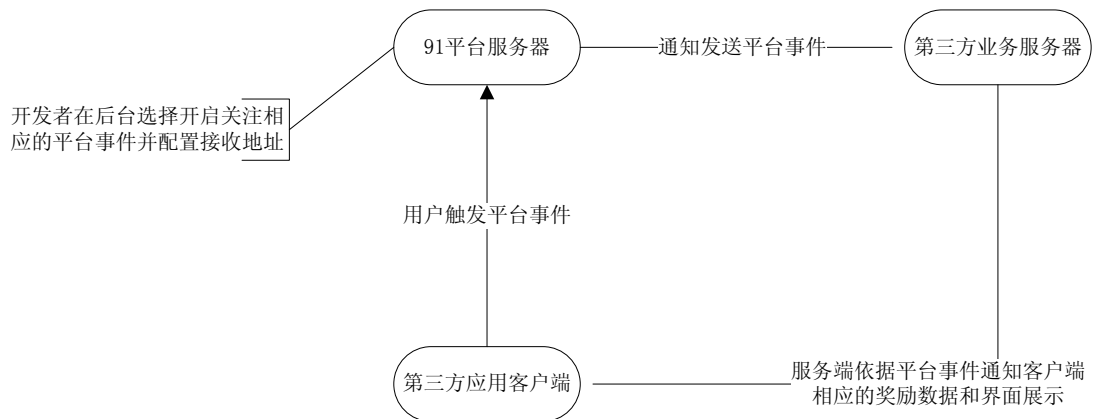 91平台服务器
通知发送平台事件
第三方业务服务器
开发者在后台选择开启关注相
应的平台事件并配置接收地址
用户触发平台事件
第三方应用客户端
服务端依据平台事件通知客户端
相应的奖励数据和界面展示